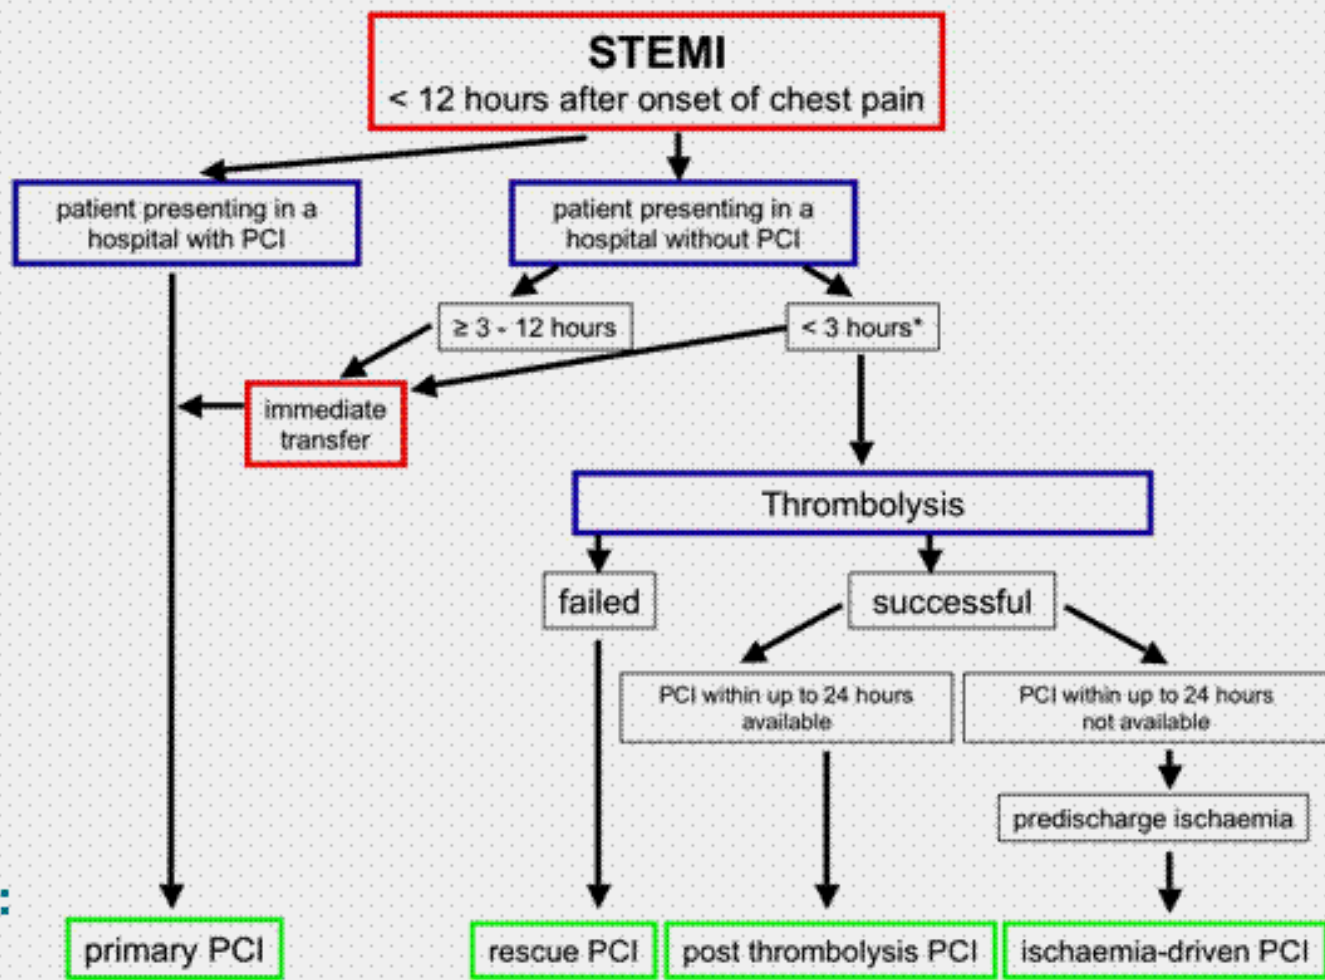 STEMI
< 12 hours after onset of chest pain
patient presenting in a
hospital with PCI
patient presenting in a
hospital without PCI
≥ 3 - 12 hours
< 3 hours*
immediate
transfer
Thrombolysis
failed
successful
PCI within up to 24 hours
available
PCI within up to 24 hours
not available
predischarge ischaemia
:
primary PCI
rescue PCI
post thrombolysis PCI
ischaemia-driven PCI